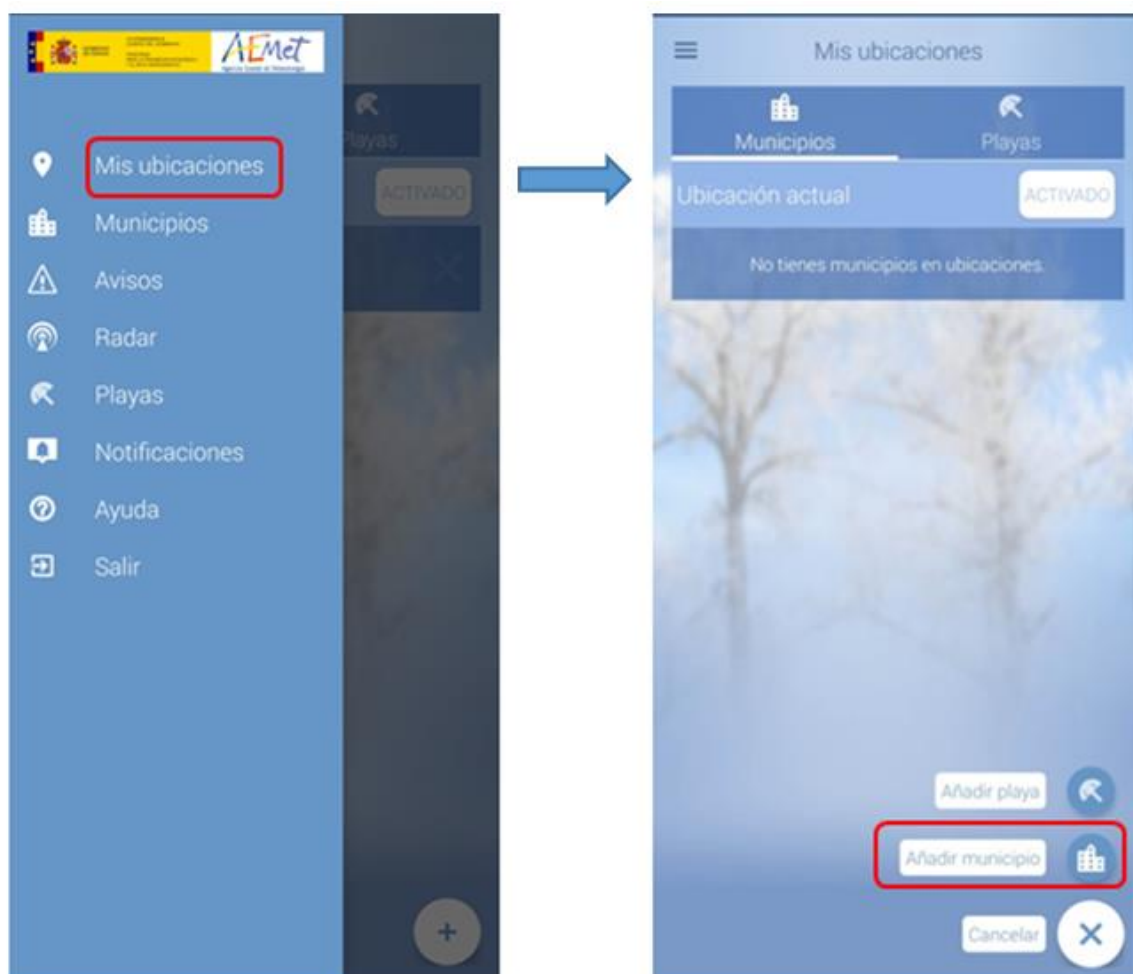 AEMet
Mis ubicaciones
Municipios
Avisos
Radar
Playas
Notificaciones
Ayuda
Salir
Playas
ACTIVADO
Mis ubicaciones
Municipios
Playas
Ubicación actual
ACTIVADO
No tienes municipios en ubicaciones.
Añadir playa
Añadir municipio
Cancelar